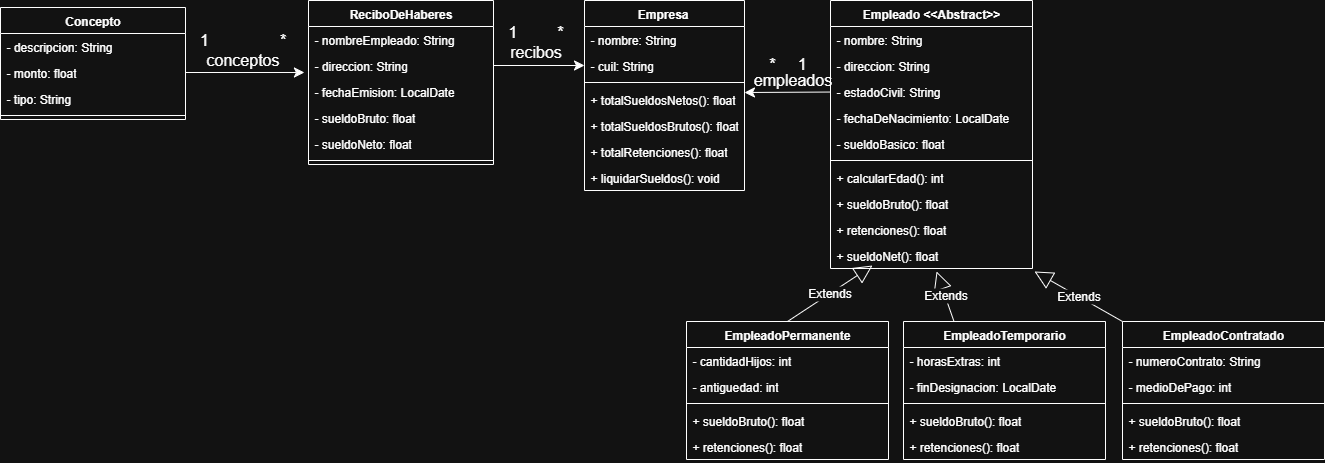 Concepto
- descripcion: String
- monto: float
- tipo: String
1
*
conceptos
ReciboDeHaberes
- nombreEmpleado: String
- direccion: String
- fechaEmision: LocalDate
- sueldoBruto: float
- sueldoNeto: float
1
*
recibos
Empresa
- nombre: String
- cuil: String
+ totalSueldosNetos(): float
+ totalSueldosBrutos(): float
+ totalRetenciones(): float
+ liquidarSueldos(): void
*
1
empleados
Empleado <<Abstract>>
- nombre: String
- direccion: String
- estadoCivil: String
- fechaDeNacimiento: LocalDate
- sueldoBasico: float
+ calcularEdad(): int
+ sueldoBruto(): float
+ retenciones(): float
+ sueldoNet(): float
Extends
Extends
Extends
EmpleadoPermanente
- cantidadHijos: int
- antiguedad: int
+ sueldoBruto(): float
+ retenciones(): float
EmpleadoTemporario
- horasExtras: int
- finDesignacion: LocalDate
+ sueldoBruto(): float
+ retenciones(): float
EmpleadoContratado
- numeroContrato: String
- medioDePago: int
+ sueldoBruto(): float
+ retenciones(): float